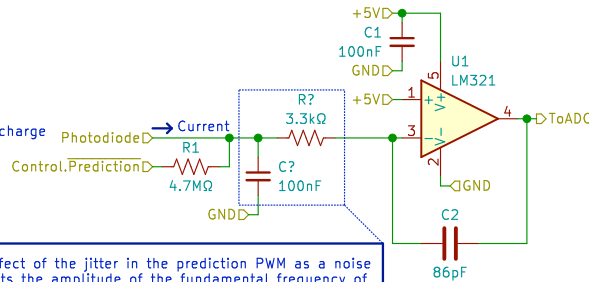 +5V
C1
100nF
GND
U1
LM321
5
+5V
1
+
V+
R?
3.3kΩ
4
ToADC
charge
Photodiode
Current
3
-
V-
Control.Prediction
R1
4.7MΩ
C?
100nF
2
GND
GND
C2
86pF
fect of the jitter in the prediction PWM as a noise
ts the amplitude of the fundamental frequency of